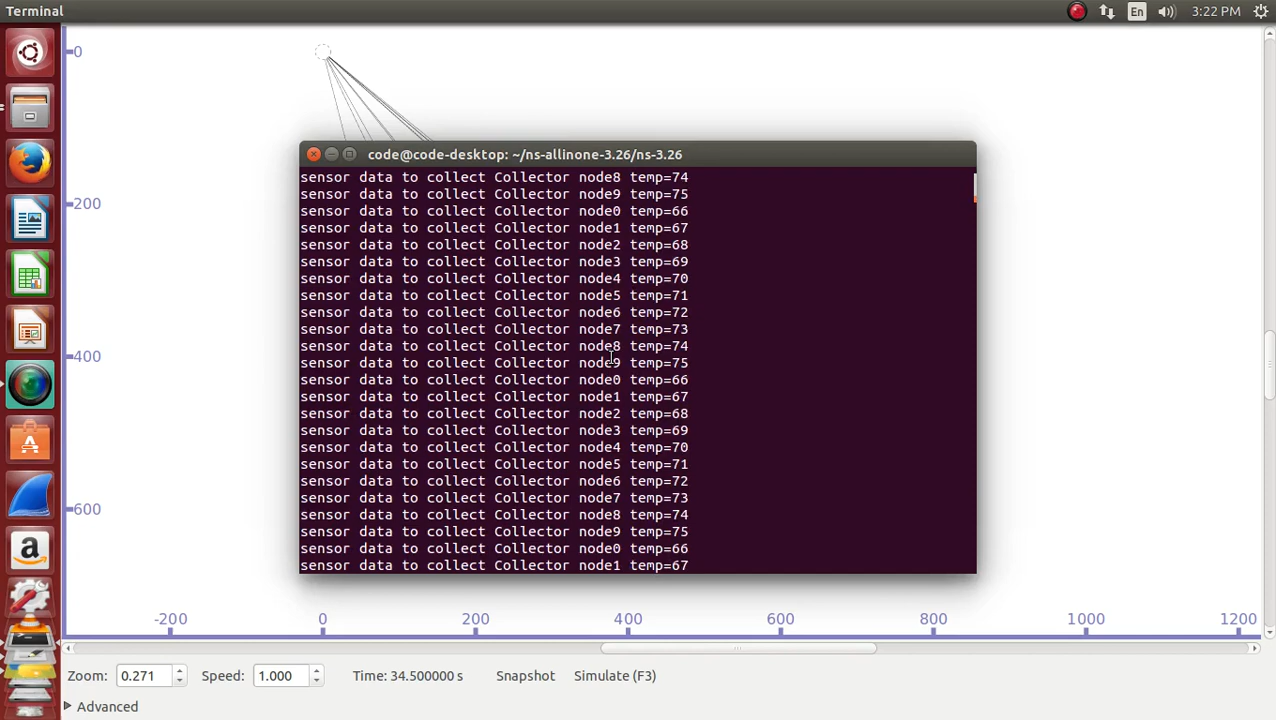 Terminal
En
3:22 PM
0
200
400
600
code@code-desktop: ~/ns-allinone-3.26/ns-3.26
sensor data to collect Collector node8 temp=74
sensor data to collect Collector node9 temp=75
sensor data to collect Collector node0 temp=66
sensor data to collect Collector node1 temp=67
sensor data to collect Collector node2 temp=68
sensor data to collect Collector node3 temp=69
sensor data to collect Collector node4 temp=70
sensor data to collect Collector node5 temp=71
sensor data to collect Collector node6 temp=72
sensor data to collect Collector node7 temp=73
sensor data to collect Collector node8 temp=74
sensor data to collect Collector node9 temp=75
sensor data to collect Collector node0 temp=66
sensor data to collect Collector node1 temp=67
sensor data to collect Collector node2 temp=68
sensor data to collect Collector node3 temp=69
sensor data to collect Collector node4 temp=70
sensor data to collect Collector node5 temp=71
sensor data to collect Collector node6 temp=72
sensor data to collect Collector node7 temp=73
sensor data to collect Collector node8 temp=74
sensor data to collect Collector node9 temp=75
sensor data to collect Collector node0 temp=66
sensor data to collect Collector node1 temp=67
-200 0 200 400 600 800 1000 1200
Zoom: 0.271 Speed: 1.000 Time: 34.500000 s Snapshot Simulate (F3)
Advanced